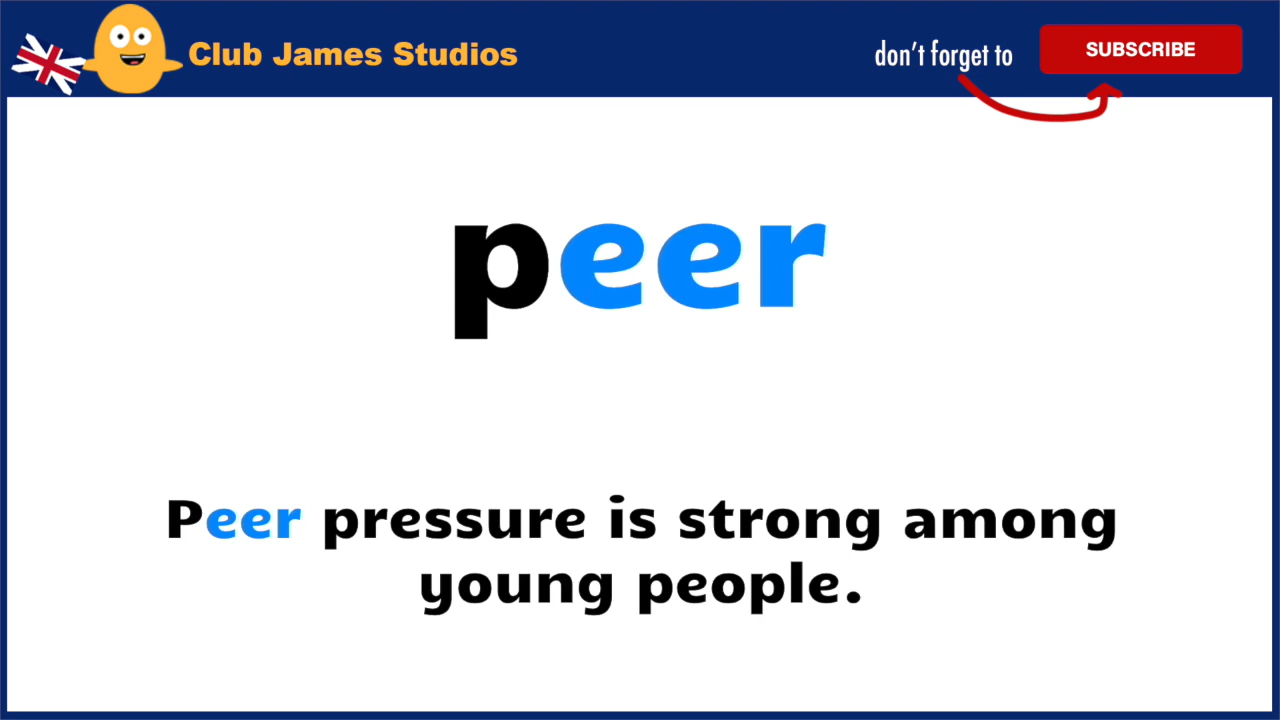 Club James Studios
don't forget to
SUBSCRIBE
peer
Peer pressure is strong among
young people.